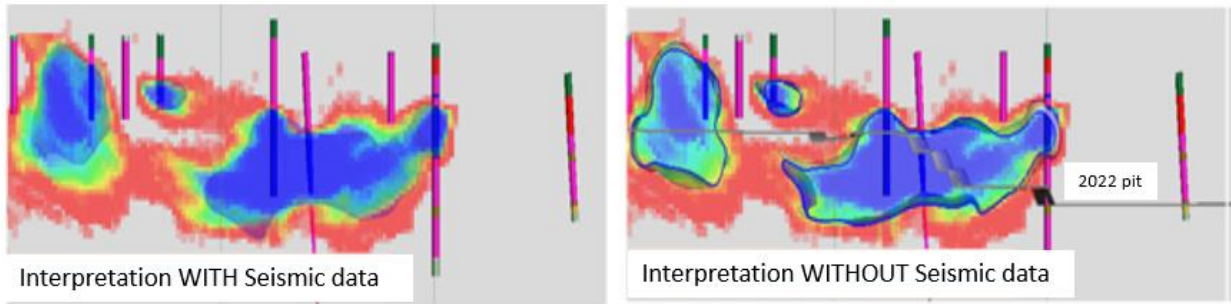 2022 pit
Interpretation WITH Seismic data
Interpretation WITHOUT Seismic data